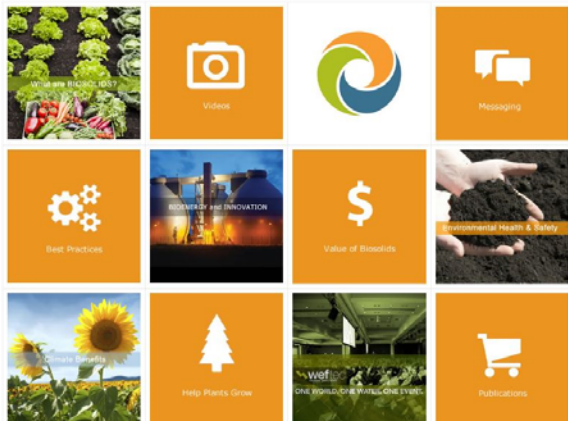 What are BIOSOLIDS?
Videos
Messaging
Best Practices
BIOENERGY and INNOVATION
Value of Biosolids
Environmental Health & Safety
Climate Benefits
Help Plants Grow
weftec
ONE WORLD. ONE WATER. ONE EVENT.
Publications